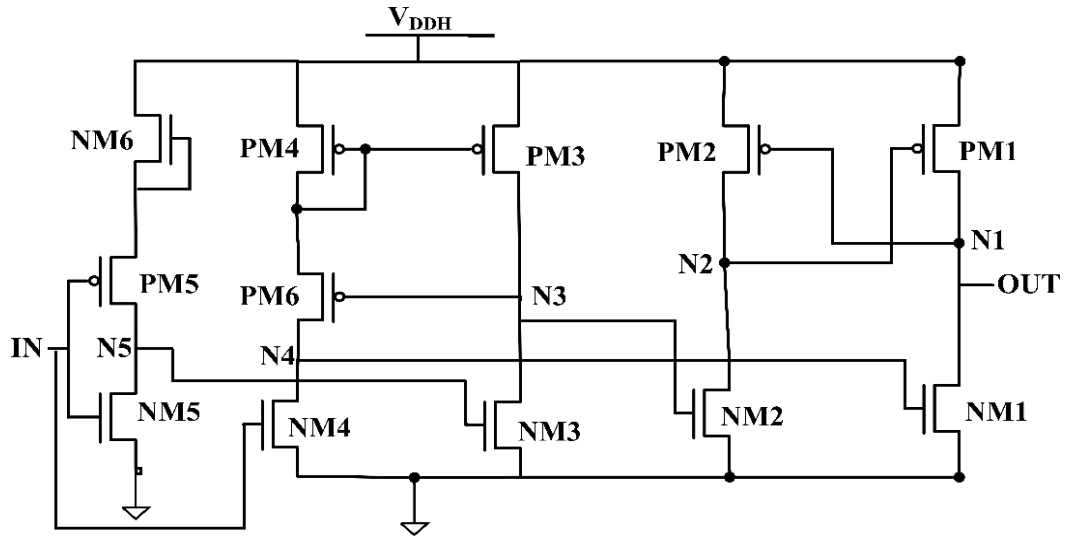 VDDH
NM6
PM4
PM3
PM2
PM1
N1
N2
PM5
PM6
N3
OUT
IN
N5
N4
NM5
NM4
NM3
NM2
NM1